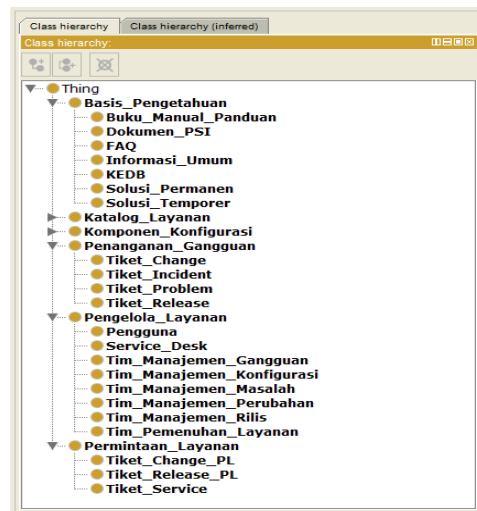 Class hierarchy Class hierarchy (inferred)
Class hierarchy:
Thing
Basis_Pengetahuan
Buku_Manual_Panduan
Dokumen_PSI
FAQ
Informasi_Umum
KEDB
Solusi_Permanen
Solusi_Temporer
Katalog_Layanan
Komponen_Konfigurasi
Penanganan_Gangguan
Tiket_Change
Tiket_Incident
Tiket_Problem
Tiket_Release
Pengelola_Layanan
Pengguna
Service_Desk
Tim_Manajemen_Gangguan
Tim_Manajemen_Konfigurasi
Tim_Manajemen_Masalah
Tim_Manajemen_Perubahan
Tim_Manajemen_Rilis
Tim_Pemenuhan_Layanan
Permintaan_Layanan
Tiket_Change_PL
Tiket_Release_PL
Tiket_Service